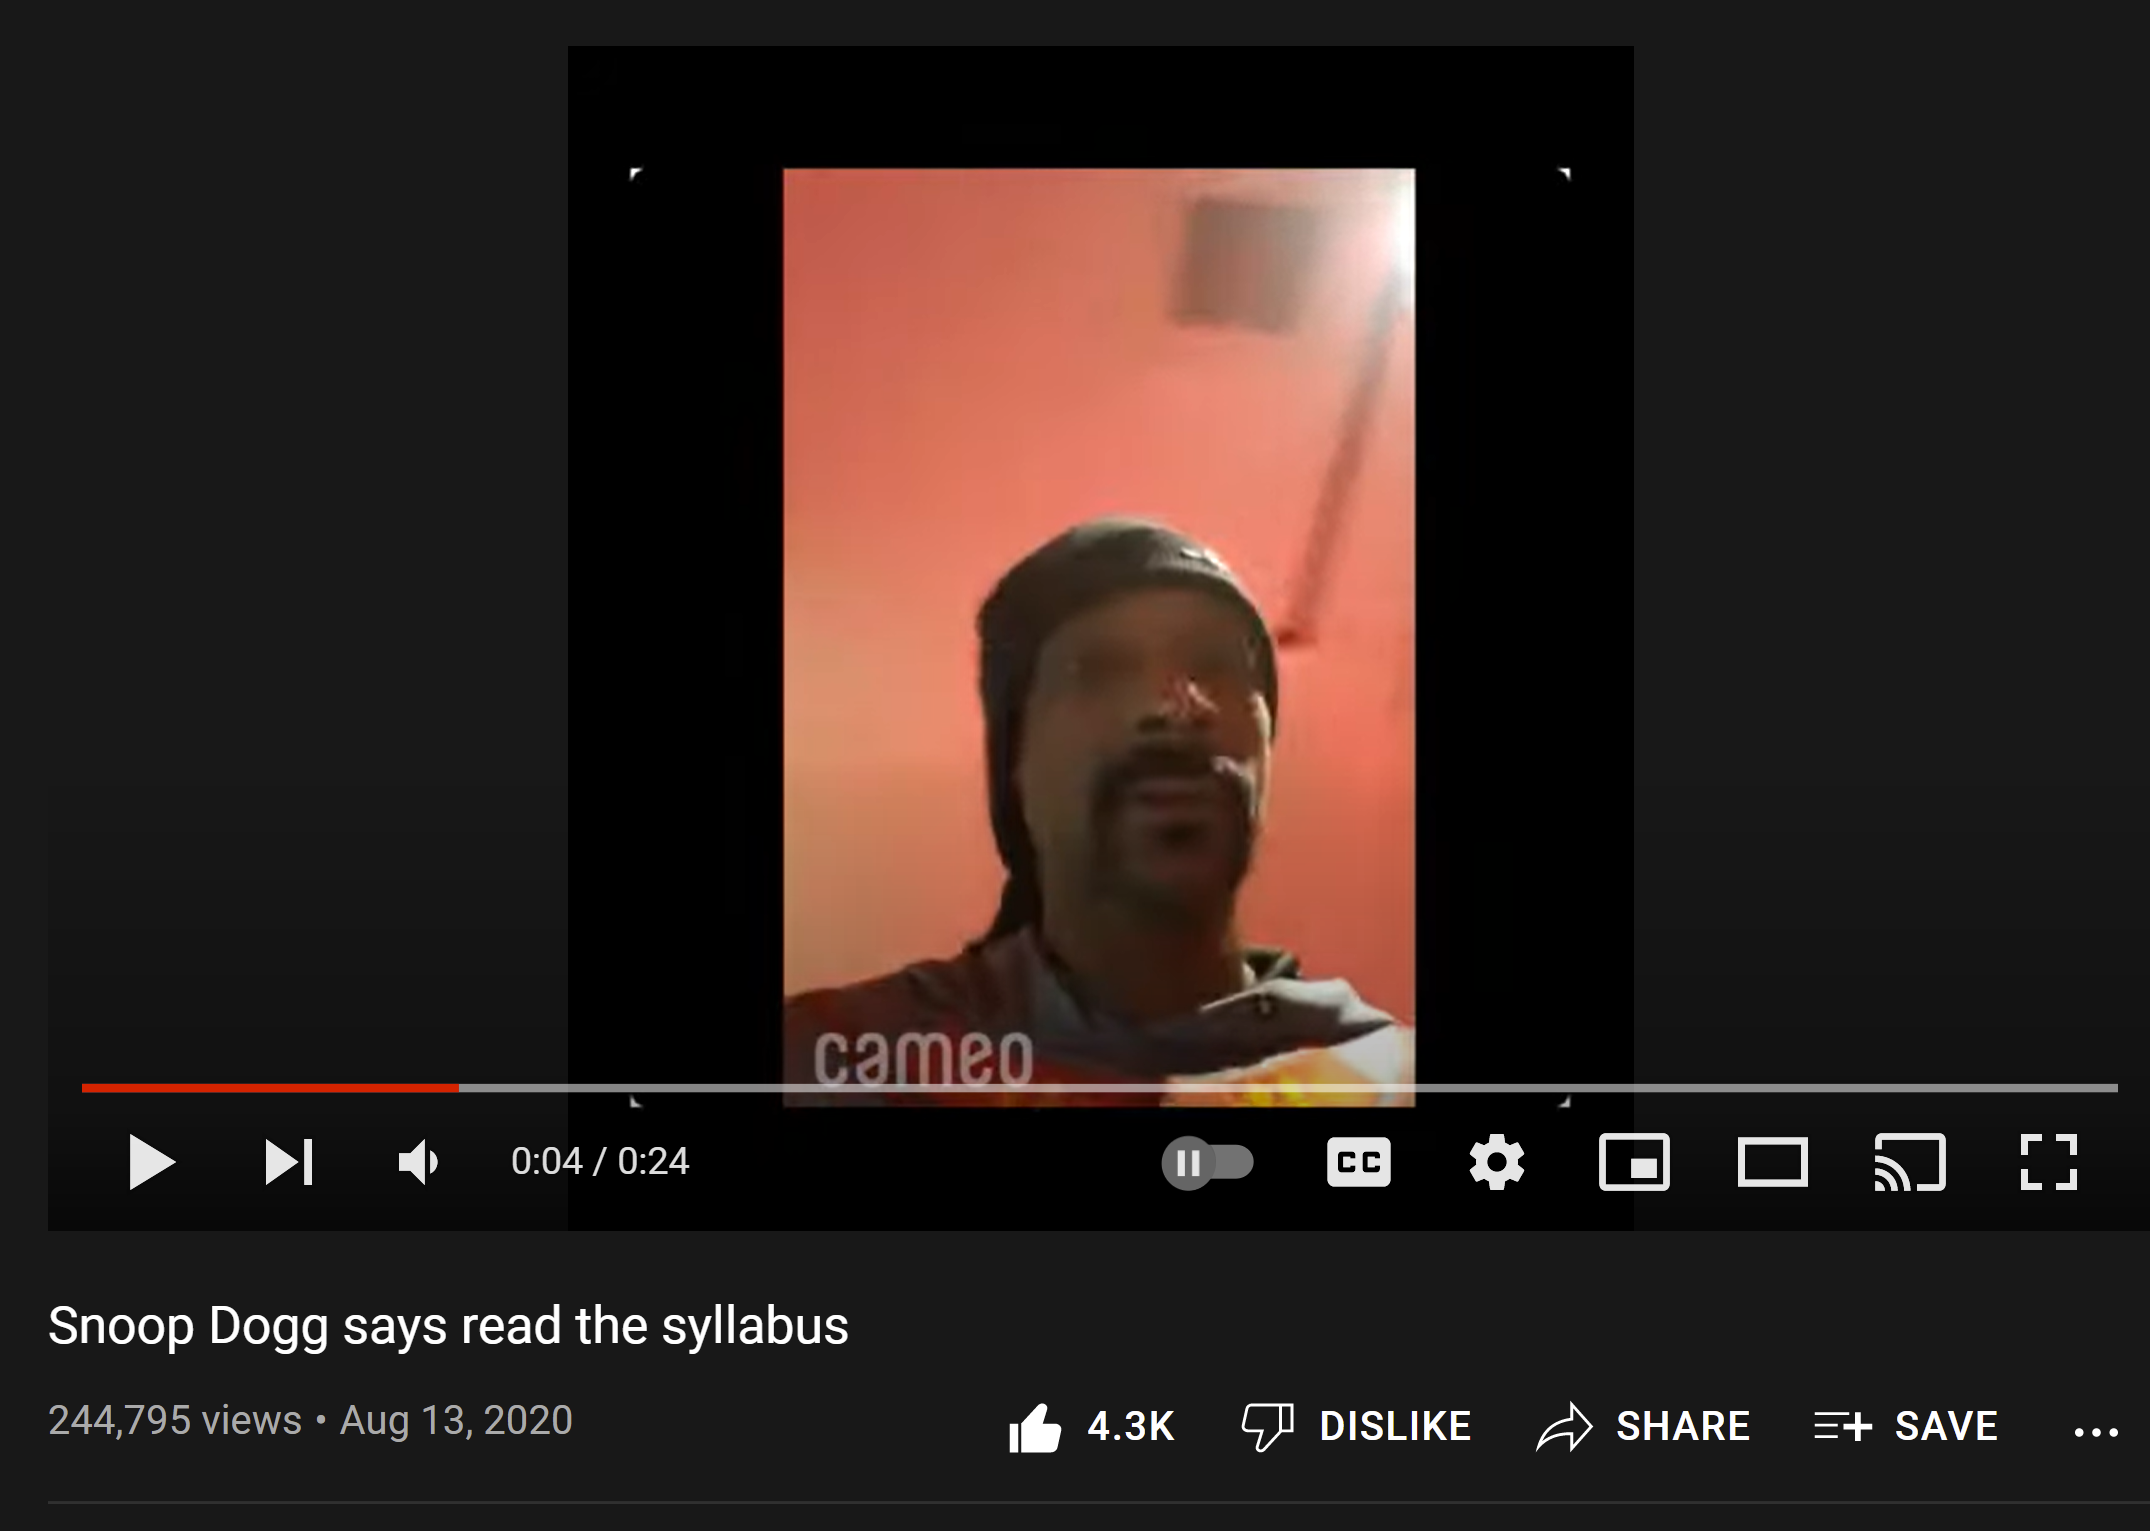 cameo
0:04 / 0:24
CC
Snoop Dogg says read the syllabus
244,795 views • Aug 13, 2020
4.3K DISLIKE SHARE SAVE